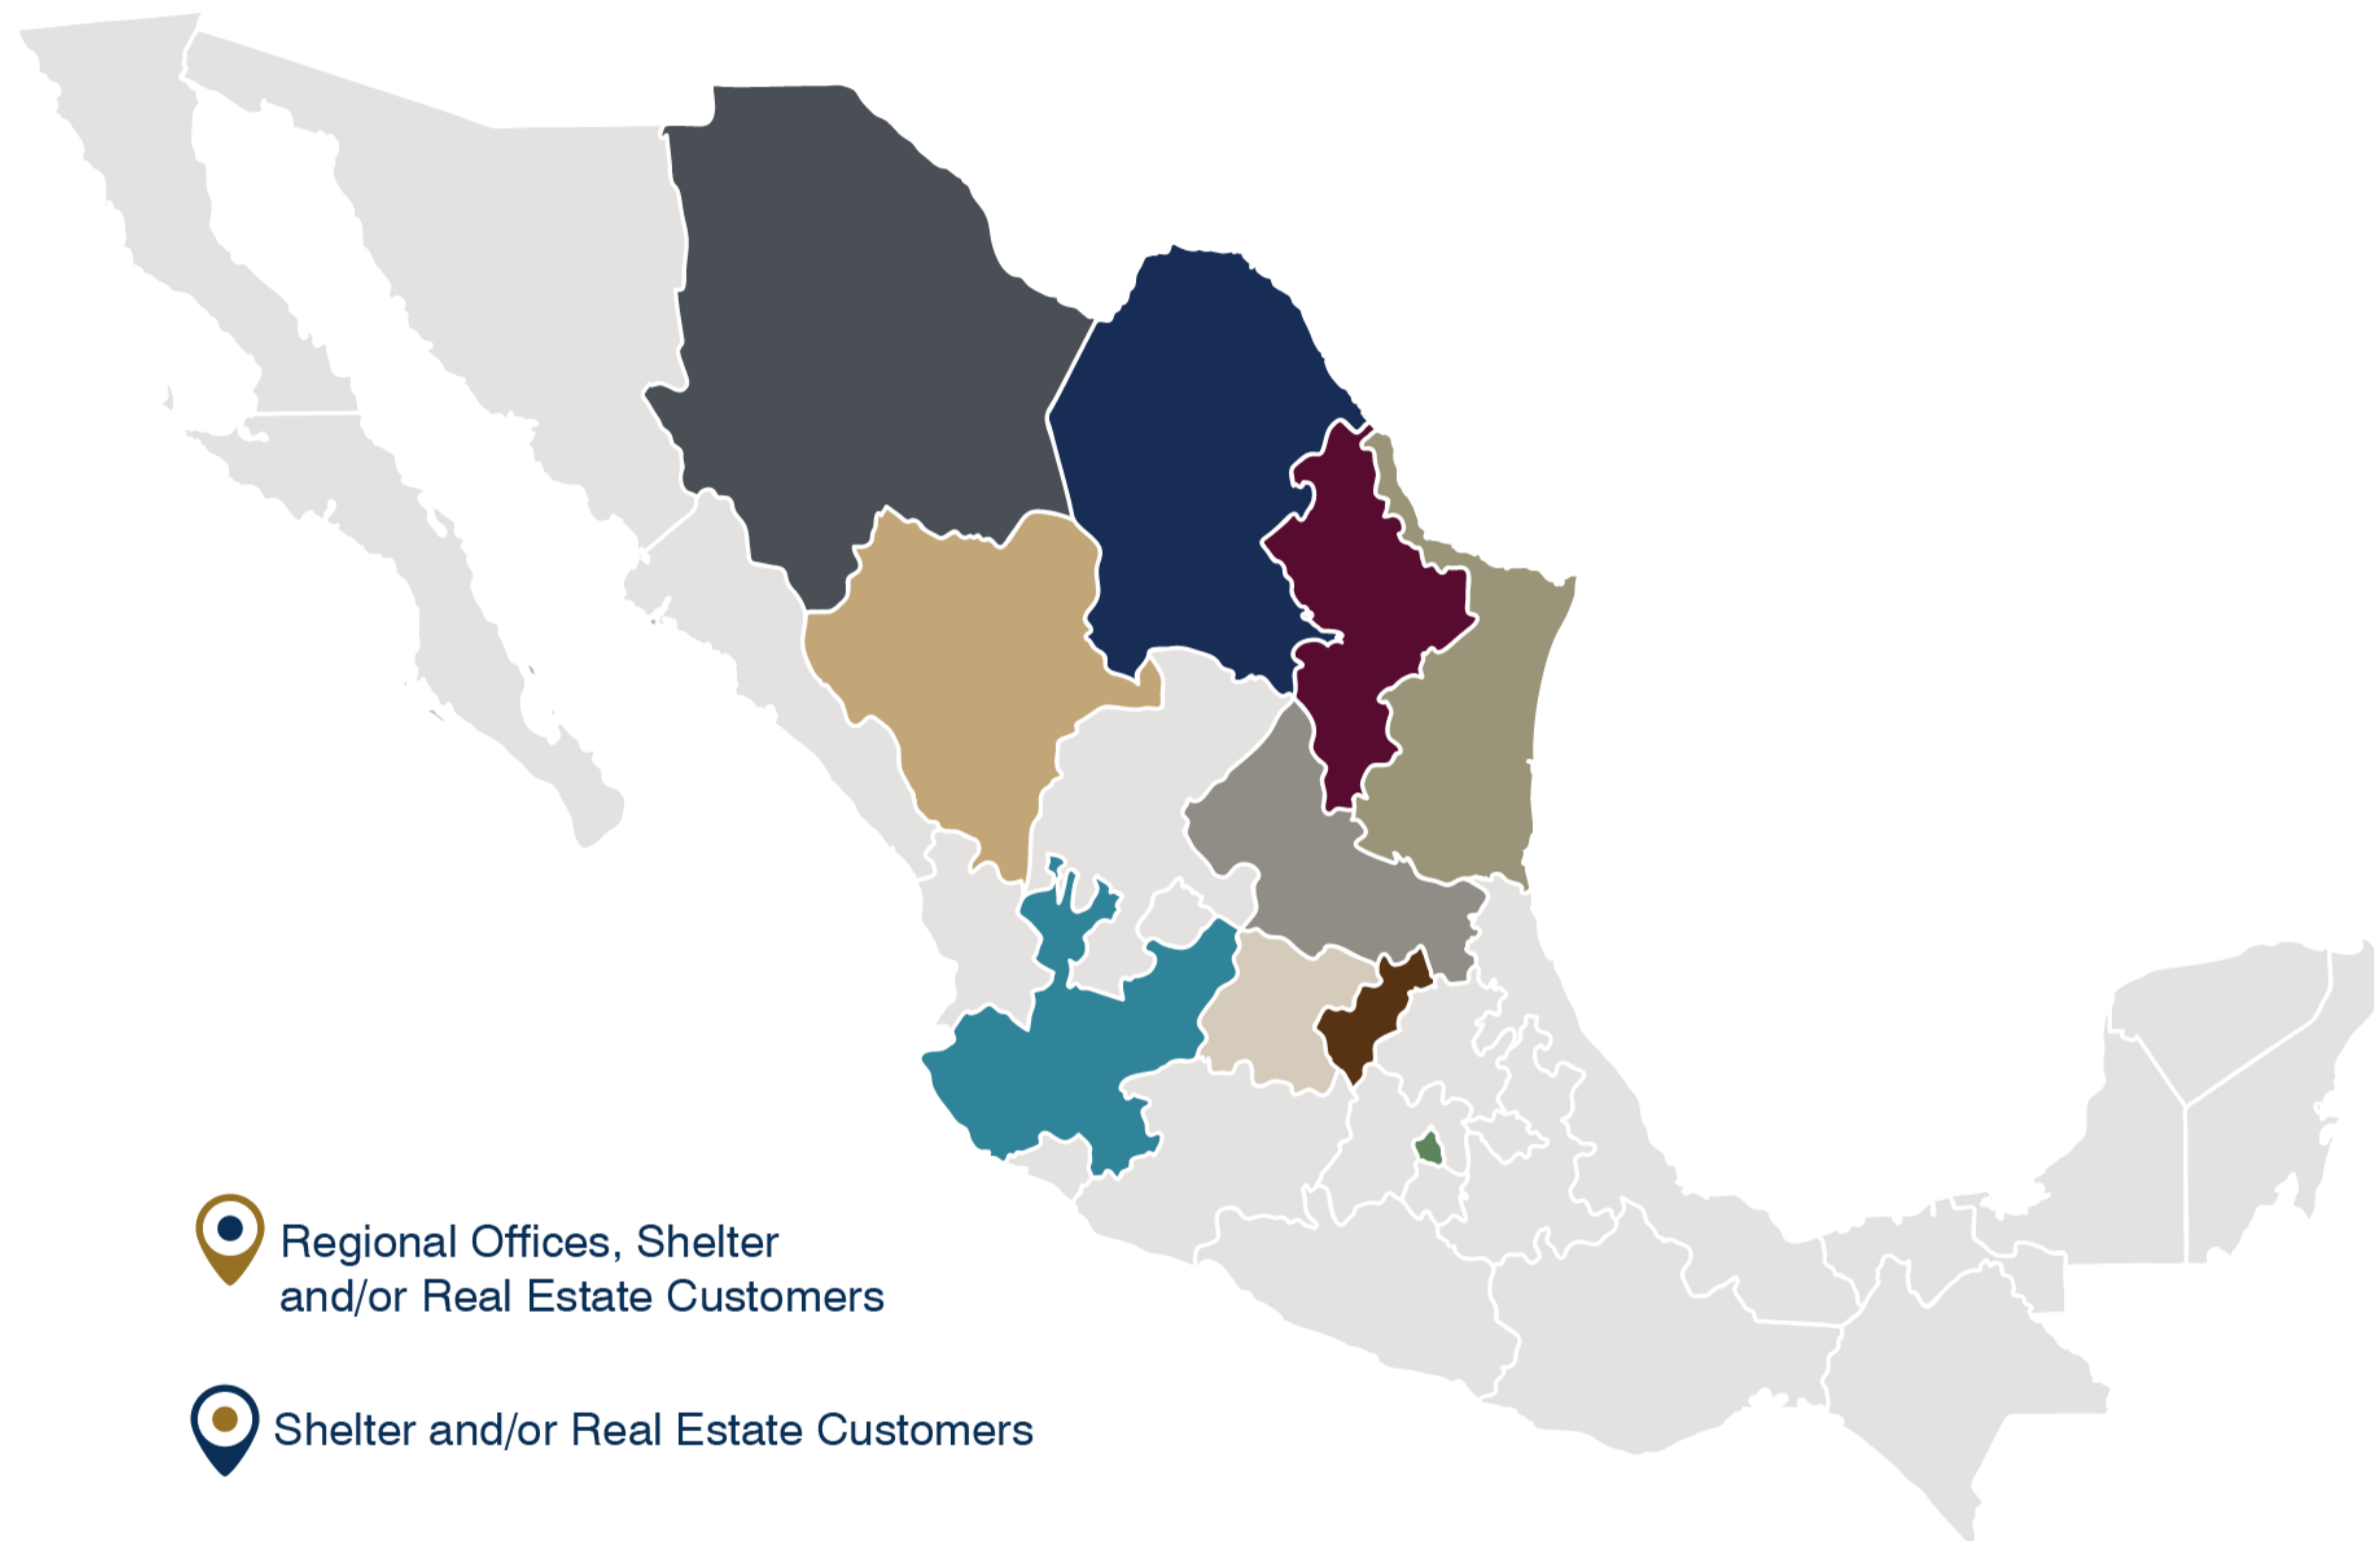 Regional Offices, Shelter
and/or Real Estate Customers
Shelter and/or Real Estate Customers